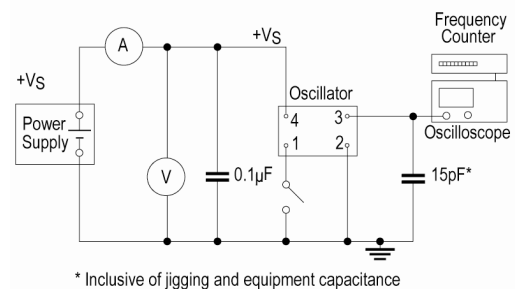 Frequency
Counter
A
+VS
+VS
Oscillator
Power
Supply
4
3
1
2
Oscilloscope
V
0.1µF
15pF*
* Inclusive of jigging and equipment capacitance